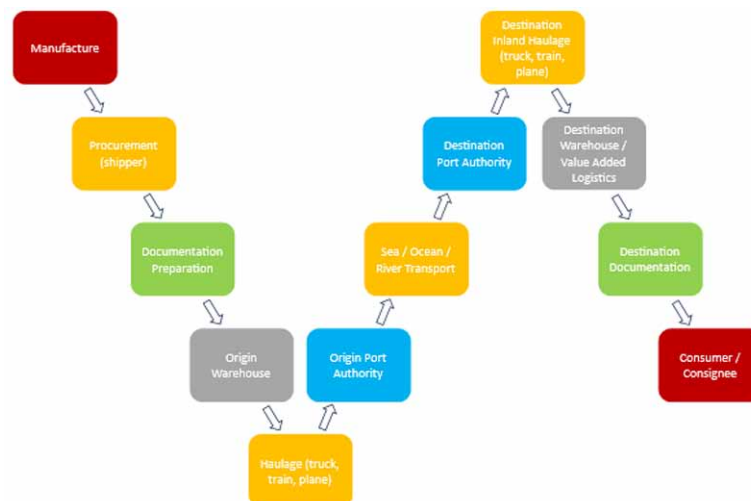 Manufacture
Procurement
(shipper)
Documentation
Preparation
Origin
Warehouse
Haulage (truck,
train, plane)
Origin Port
Authority
Sea / Ocean /
River Transport
Destination
Port Authority
Destination
Inland Haulage
(truck, train,
plane)
Destination
Warehouse /
Value Added
Logistics
Destination
Documentation
Consumer /
Consignee